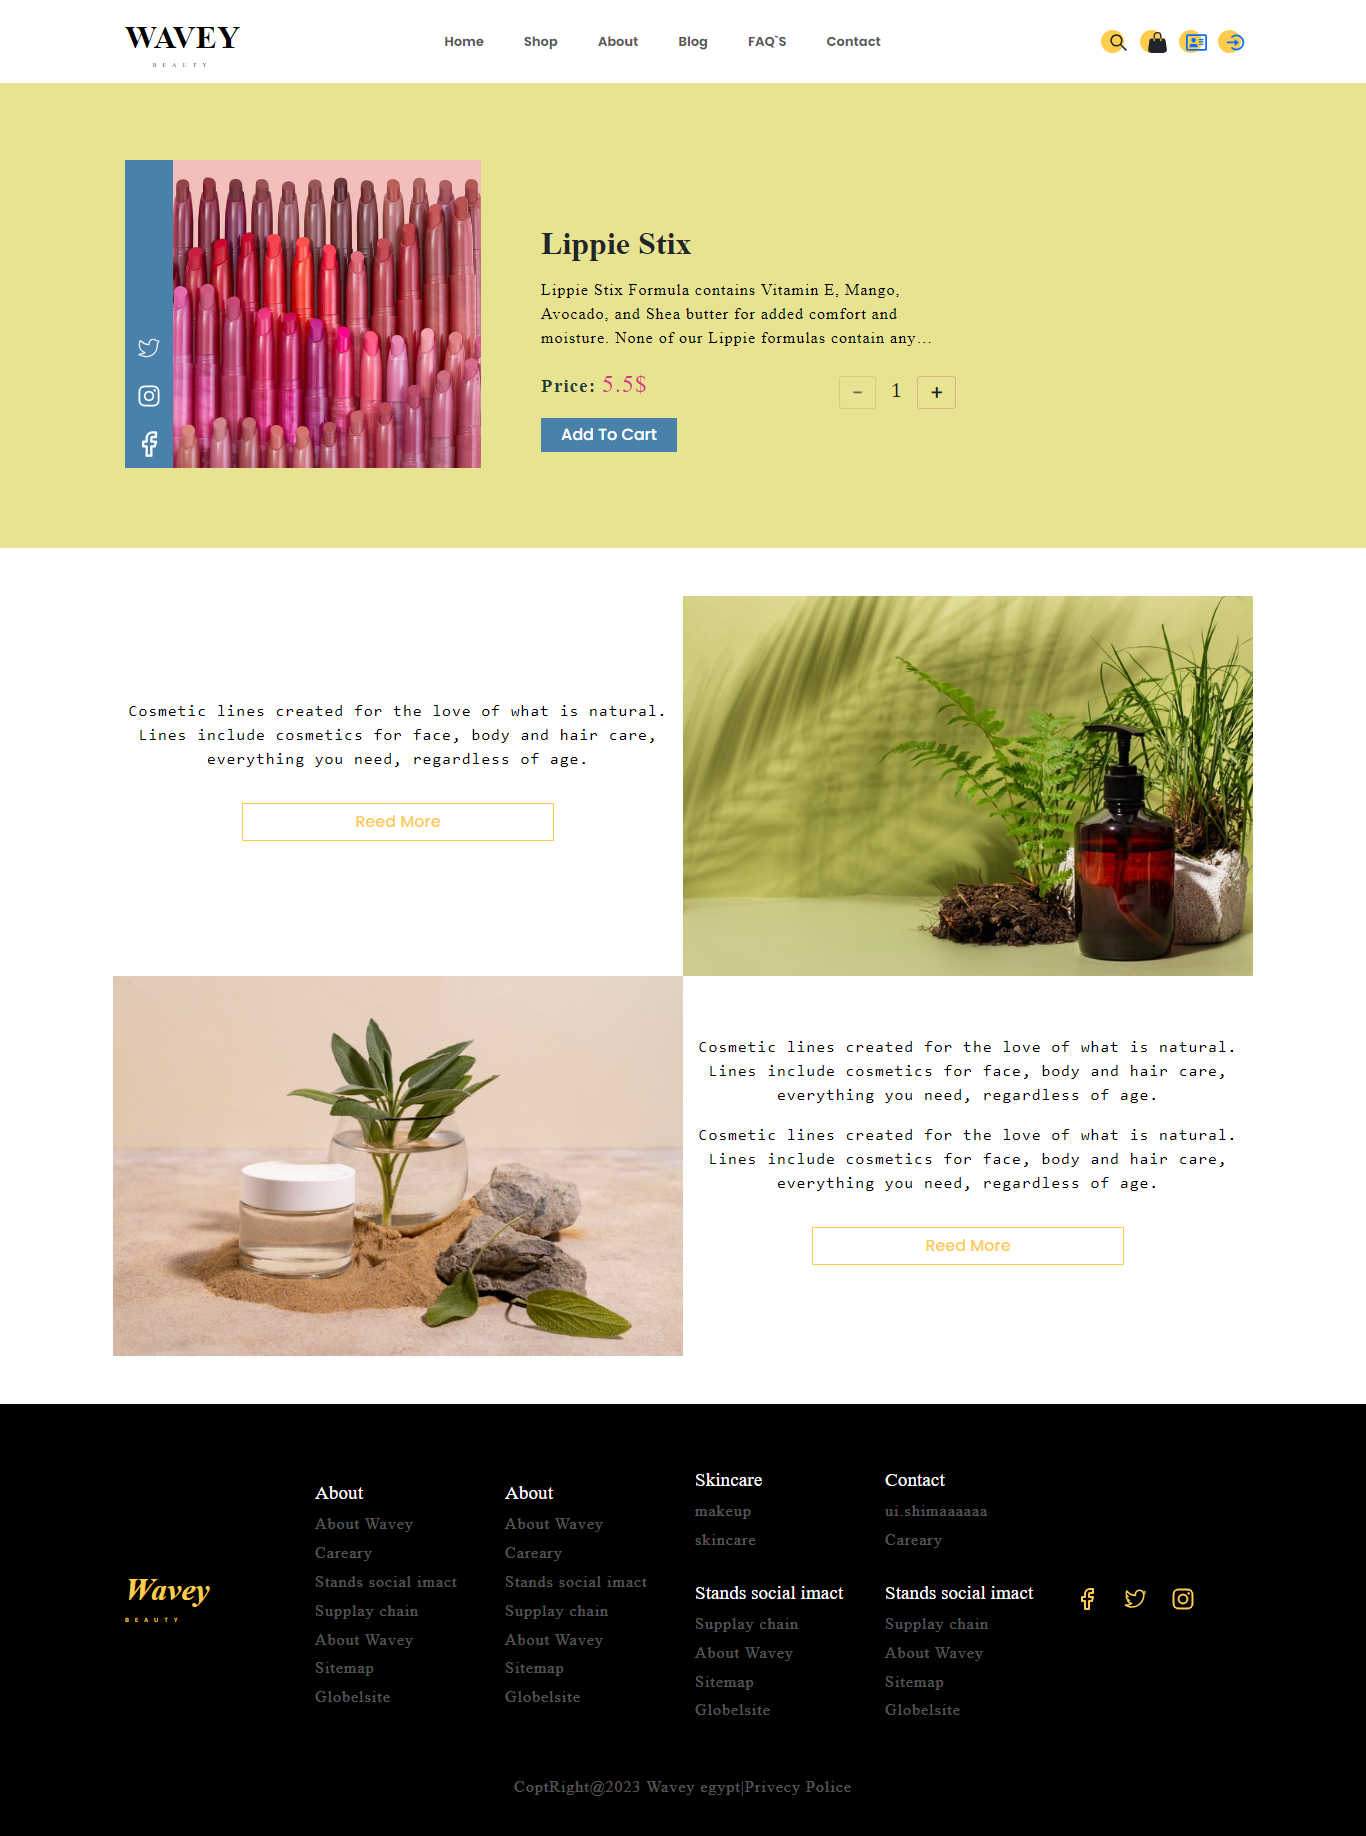 WAVEY
BEAUTY
Home Shop About Blog FAQ`S Contact
Lippie Stix
Lippie Stix Formula contains Vitamin E, Mango,
Avocado, and Shea butter for added comfort and
moisture. None of our Lippie formulas contain any...
Price: 5.5$
- 1 +
Add To Cart
Cosmetic lines created for the love of what is natural.
Lines include cosmetics for face, body and hair care,
everything you need, regardless of age.
Reed More
Cosmetic lines created for the love of what is natural.
Lines include cosmetics for face, body and hair care,
everything you need, regardless of age.
Cosmetic lines created for the love of what is natural.
Lines include cosmetics for face, body and hair care,
everything you need, regardless of age.
Reed More
Wavey
BEAUTY
About
About Wavey
Careary
Stands social imact
Supplay chain
About Wavey
Sitemap
Globelsite
About
About Wavey
Careary
Stands social imact
Supplay chain
About Wavey
Sitemap
Globelsite
Skincare
makeup
skincare
Stands social imact
Supplay chain
About Wavey
Sitemap
Globelsite
Contact
ui.shimaaaaaa
Careary
Stands social imact
Supplay chain
About Wavey
Sitemap
Globelsite
CoptRight@2023 Wavey egypt|Privecy Police